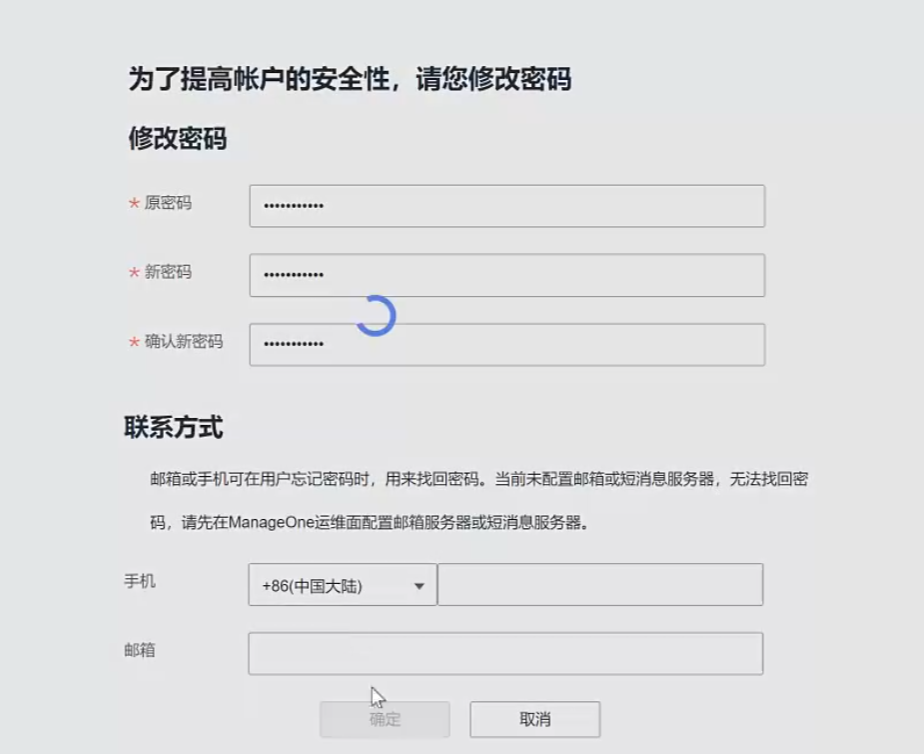 为了提高帐户的安全性，请您修改密码
修改密码
* 原密码 •••••••••••
* 新密码 •••••••••••
* 确认新密码 •••••••••••
联系方式
邮箱或手机可在用户忘记密码时，用来找回密码。当前未配置邮箱或短消息服务器，无法找回密
码，请先在ManageOne运维面配置邮箱服务器或短消息服务器。
手机 +86(中国大陆)
邮箱
确定 取消